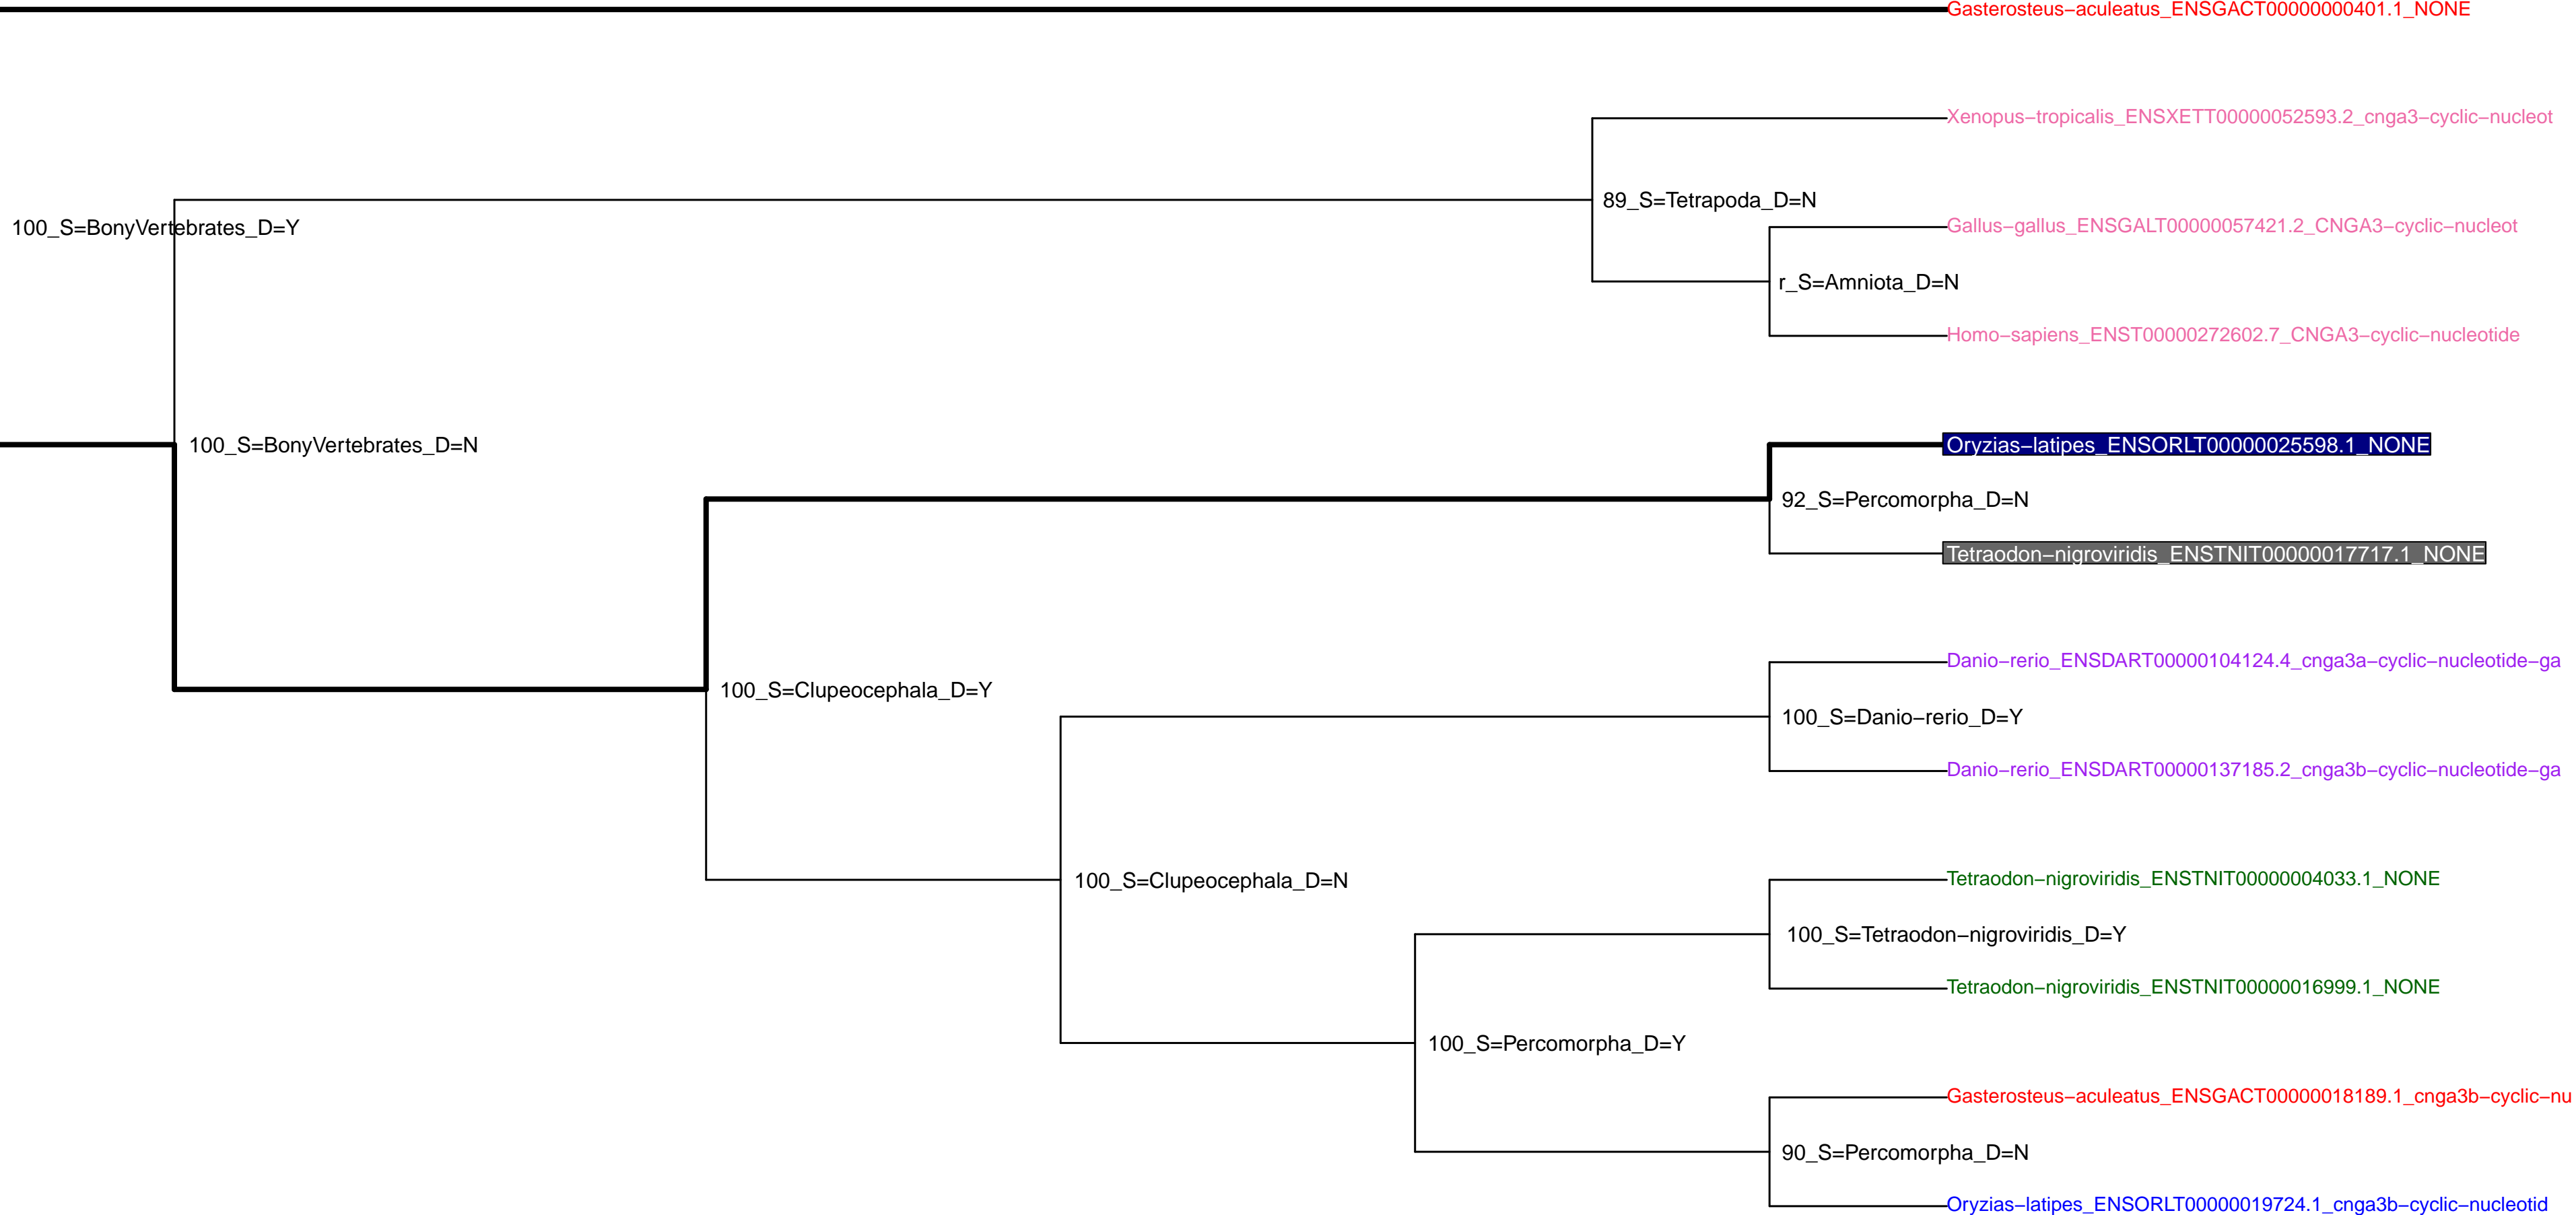 Gasterosteus−aculeatus_ENSGACT00000000401.1_NONE
Xenopus−tropicalis_ENSXETT00000052593.2_cnga3−cyclic−nucleot
89_S=Tetrapoda_D=N
100_S=BonyVertebrates_D=Y
Gallus−gallus_ENSGALT00000057421.2_CNGA3−cyclic−nucleot
r_S=Amniota_D=N
Homo−sapiens_ENST00000272602.7_CNGA3−cyclic−nucleotide
100_S=BonyVertebrates_D=N
Oryzias−latipes_ENSORLT00000025598.1_NONE
92_S=Percomorpha_D=N
Tetraodon−nigroviridis_ENSTNIT00000017717.1_NONE
Danio−rerio_ENSDART00000104124.4_cnga3a−cyclic−nucleotide−ga
100_S=Clupeocephala_D=Y
100_S=Danio−rerio_D=Y
Danio−rerio_ENSDART00000137185.2_cnga3b−cyclic−nucleotide−ga
100_S=Clupeocephala_D=N
Tetraodon−nigroviridis_ENSTNIT00000004033.1_NONE
100_S=Tetraodon−nigroviridis_D=Y
Tetraodon−nigroviridis_ENSTNIT00000016999.1_NONE
100_S=Percomorpha_D=Y
Gasterosteus−aculeatus_ENSGACT00000018189.1_cnga3b−cyclic−nu
90_S=Percomorpha_D=N
Oryzias−latipes_ENSORLT00000019724.1_cnga3b−cyclic−nucleotid